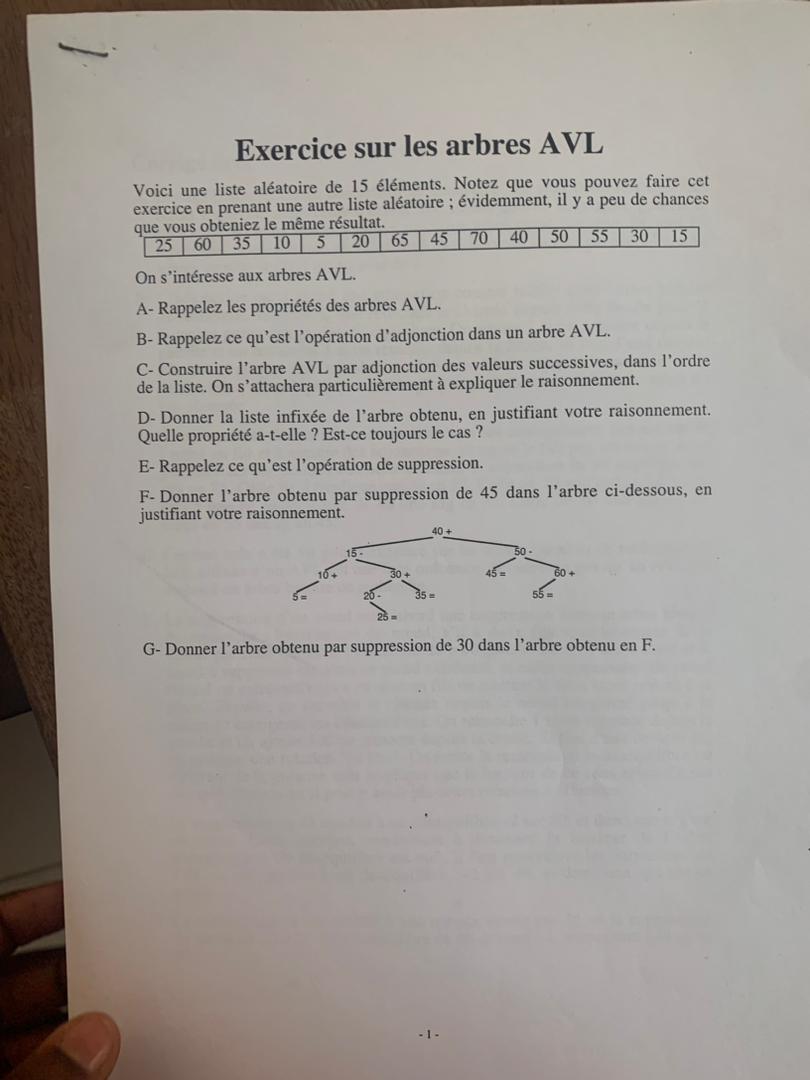 Exercice sur les arbres AVL
Voici une liste aléatoire de 15 éléments. Notez que vous pouvez faire cet
exercice en prenant une autre liste aléatoire ; évidemment, il y a peu de chances
que vous obteniez le même résultat.
25 60 35 10 5 20 65 45 70 40 50 55 30 15
On s'intéresse aux arbres AVL.
A- Rappelez les propriétés des arbres AVL.
B- Rappelez ce qu'est l'opération d'adjonction dans un arbre AVL.
C- Construire l'arbre AVL par adjonction des valeurs successives, dans l'ordre
de la liste. On s'attachera particulièrement à expliquer le raisonnement.
D- Donner la liste infixée de l'arbre obtenu, en justifiant votre raisonnement.
Quelle propriété a-t-elle ? Est-ce toujours le cas ?
E- Rappelez ce qu'est l'opération de suppression.
F- Donner l'arbre obtenu par suppression de 45 dans l'arbre ci-dessous, en
justifiant votre raisonnement.
40 +
15 - 50 -
10 + 30 + 45 = 60 +
5 = 20 - 35 = 55 =
25 =
G- Donner l'arbre obtenu par suppression de 30 dans l'arbre obtenu en F.
- 1 -